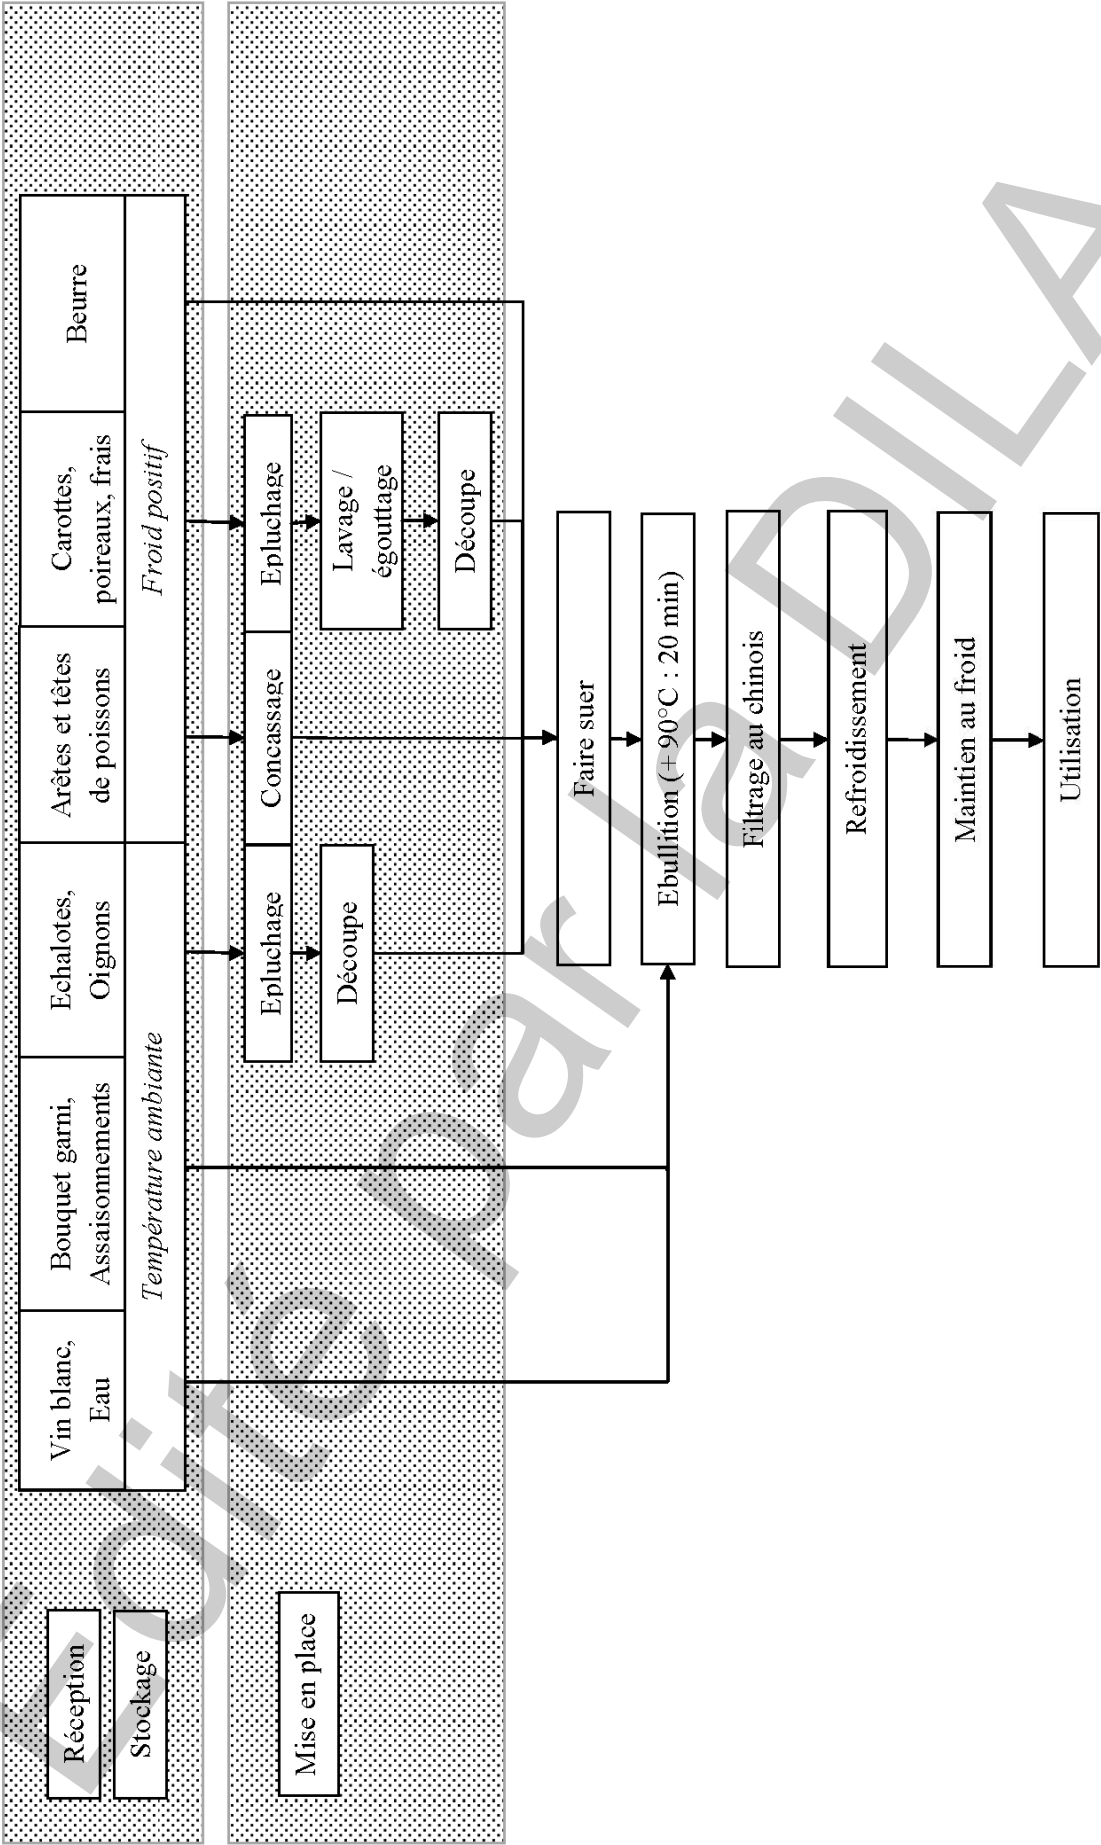 Réception
Stockage
Vin blanc,
Eau
Bouquet garni,
Assaisonnements
Echalotes,
Oignons
Arêtes et têtes
de poissons
Carottes,
poireaux, frais
Beurre
Température ambiante
Froid positif
Mise en place
Epluchage
Concassage
Epluchage
Découpe
Lavage /
égouttage
Découpe
Faire suer
Ebullition (+90°C : 20 min)
Filtrage au chinois
Refroidissement
Maintien au froid
Utilisation
Edité par la DILA